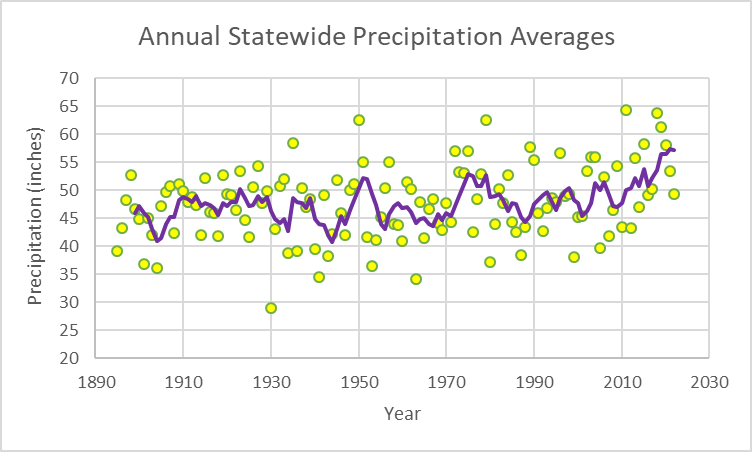 Annual Statewide Precipitation Averages
Precipitation (inches)
70
65
60
55
50
45
40
35
30
25
20
1890 1910 1930 1950 1970 1990 2010 2030
Year